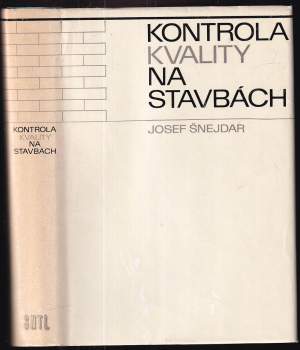 KONTROLA
KVALITY
NA
STAVBÁCH
JOSEF ŠNEJDAR
KONTROLA
KVALITY
NA
STAVBÁCH
SNTL